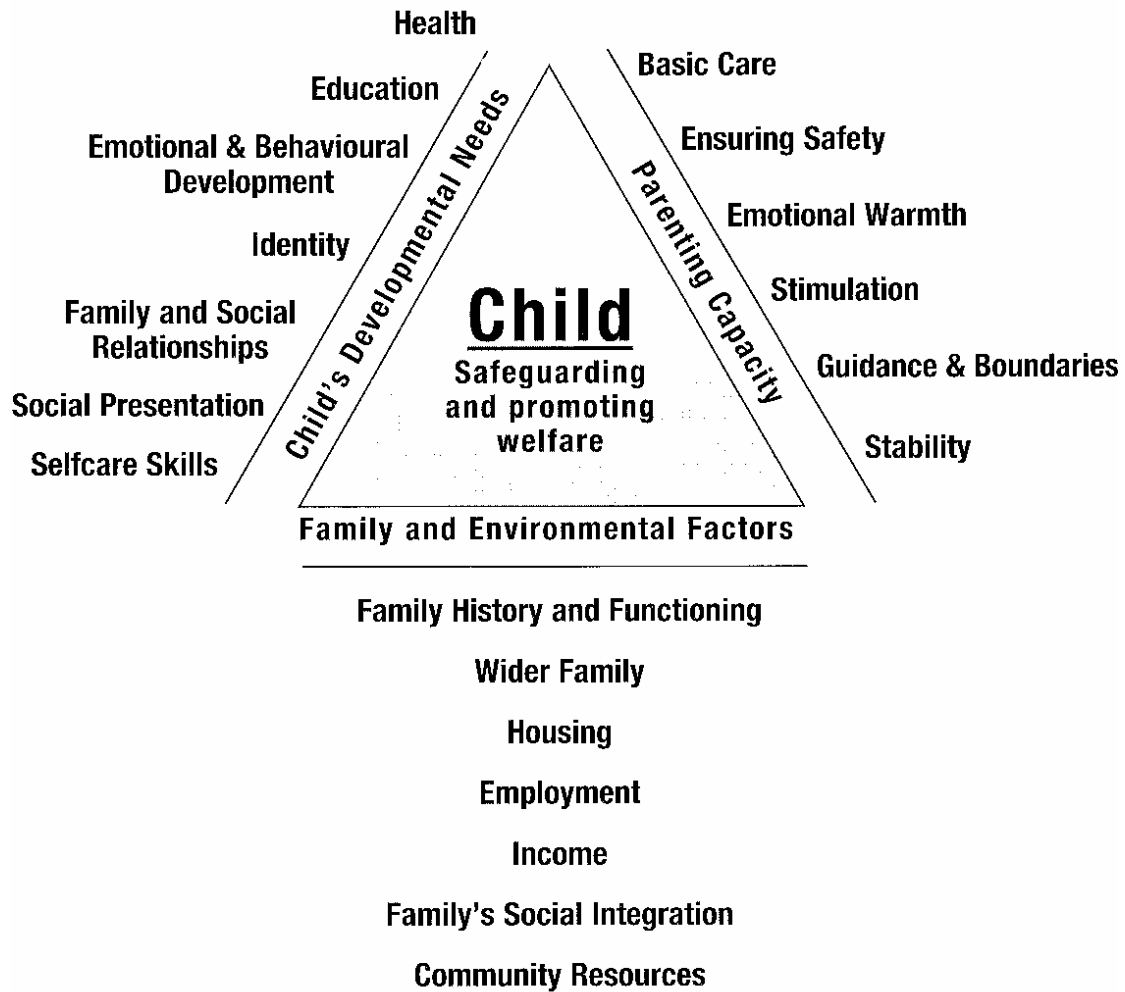 Health
Education
Emotional & Behavioural
Development
Identity
Family and Social
Relationships
Social Presentation
Selfcare Skills
Child's Developmental Needs
Basic Care
Ensuring Safety
Emotional Warmth
Stimulation
Guidance & Boundaries
Stability
Parenting Capacity
Child
Safeguarding
and promoting
welfare
Family and Environmental Factors
Family History and Functioning
Wider Family
Housing
Employment
Income
Family's Social Integration
Community Resources